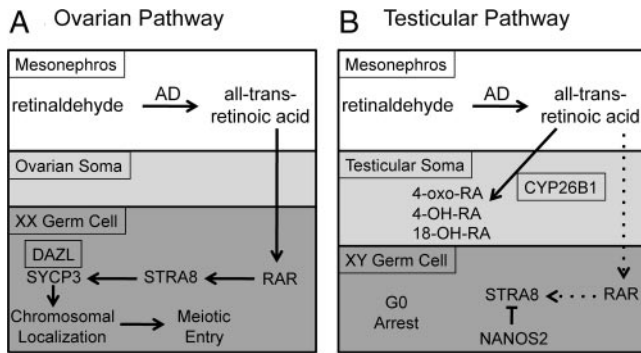 A Ovarian Pathway
Mesonephros
retinaldehyde
AD
all-trans-
retinoic acid
Ovarian Soma
XX Germ Cell
DAZL
SYCP3
STRA8
RAR
Chromosomal
Localization
Meiotic
Entry
B Testicular Pathway
Mesonephros
retinaldehyde
AD
all-trans-
retinoic acid
Testicular Soma
CYP26B1
4-oxo-RA
4-OH-RA
18-OH-RA
XY Germ Cell
G0
Arrest
STRA8
RAR
NANOS2